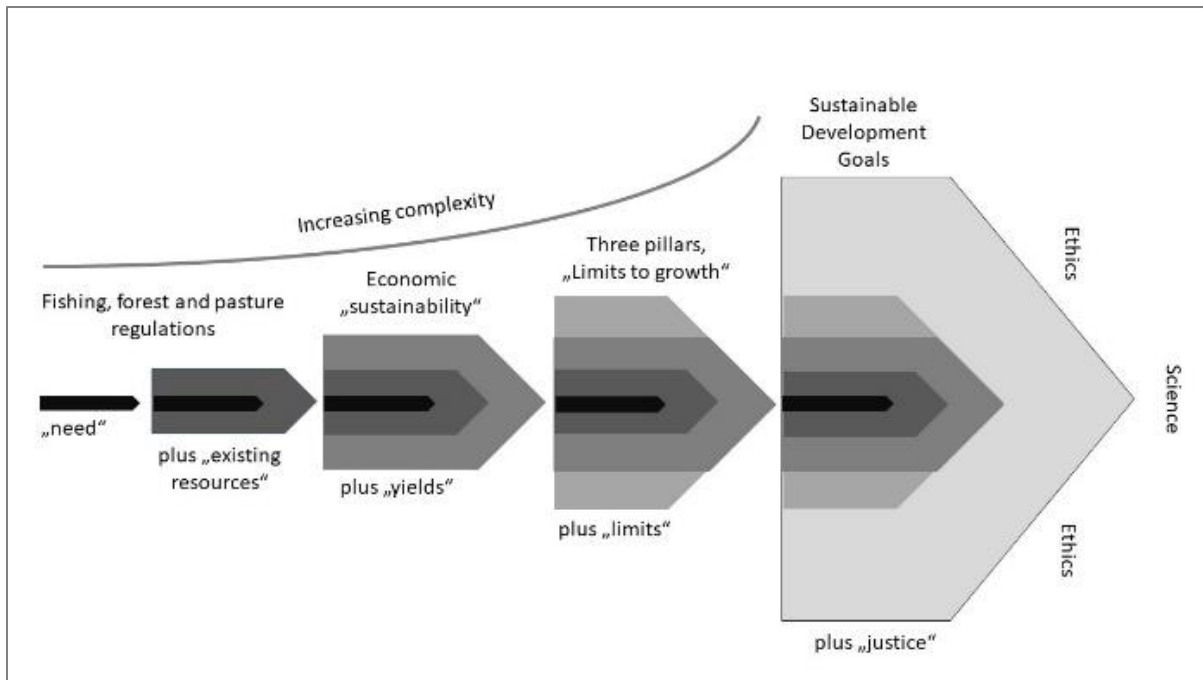 Sustainable
Development
Goals
Increasing complexity
Three pillars,
„Limits to growth“
Economic
„sustainability“
Fishing, forest and pasture
regulations
„need“
plus „existing
resources“
plus „yields“
plus „limits“
plus „justice“
Ethics
Science
Ethics